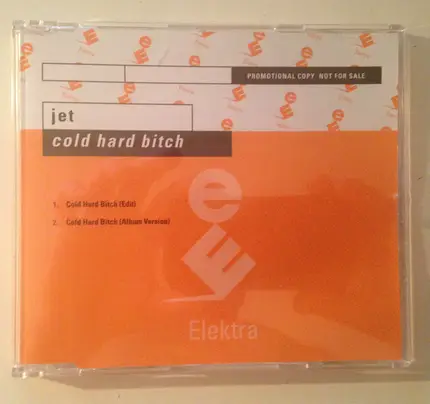 PROMOTIONAL COPY NOT FOR SALE
jet
cold hard bitch
1. Cold Hard Bitch (Edit)
2. Cold Hard Bitch (Album Version)
Elektra